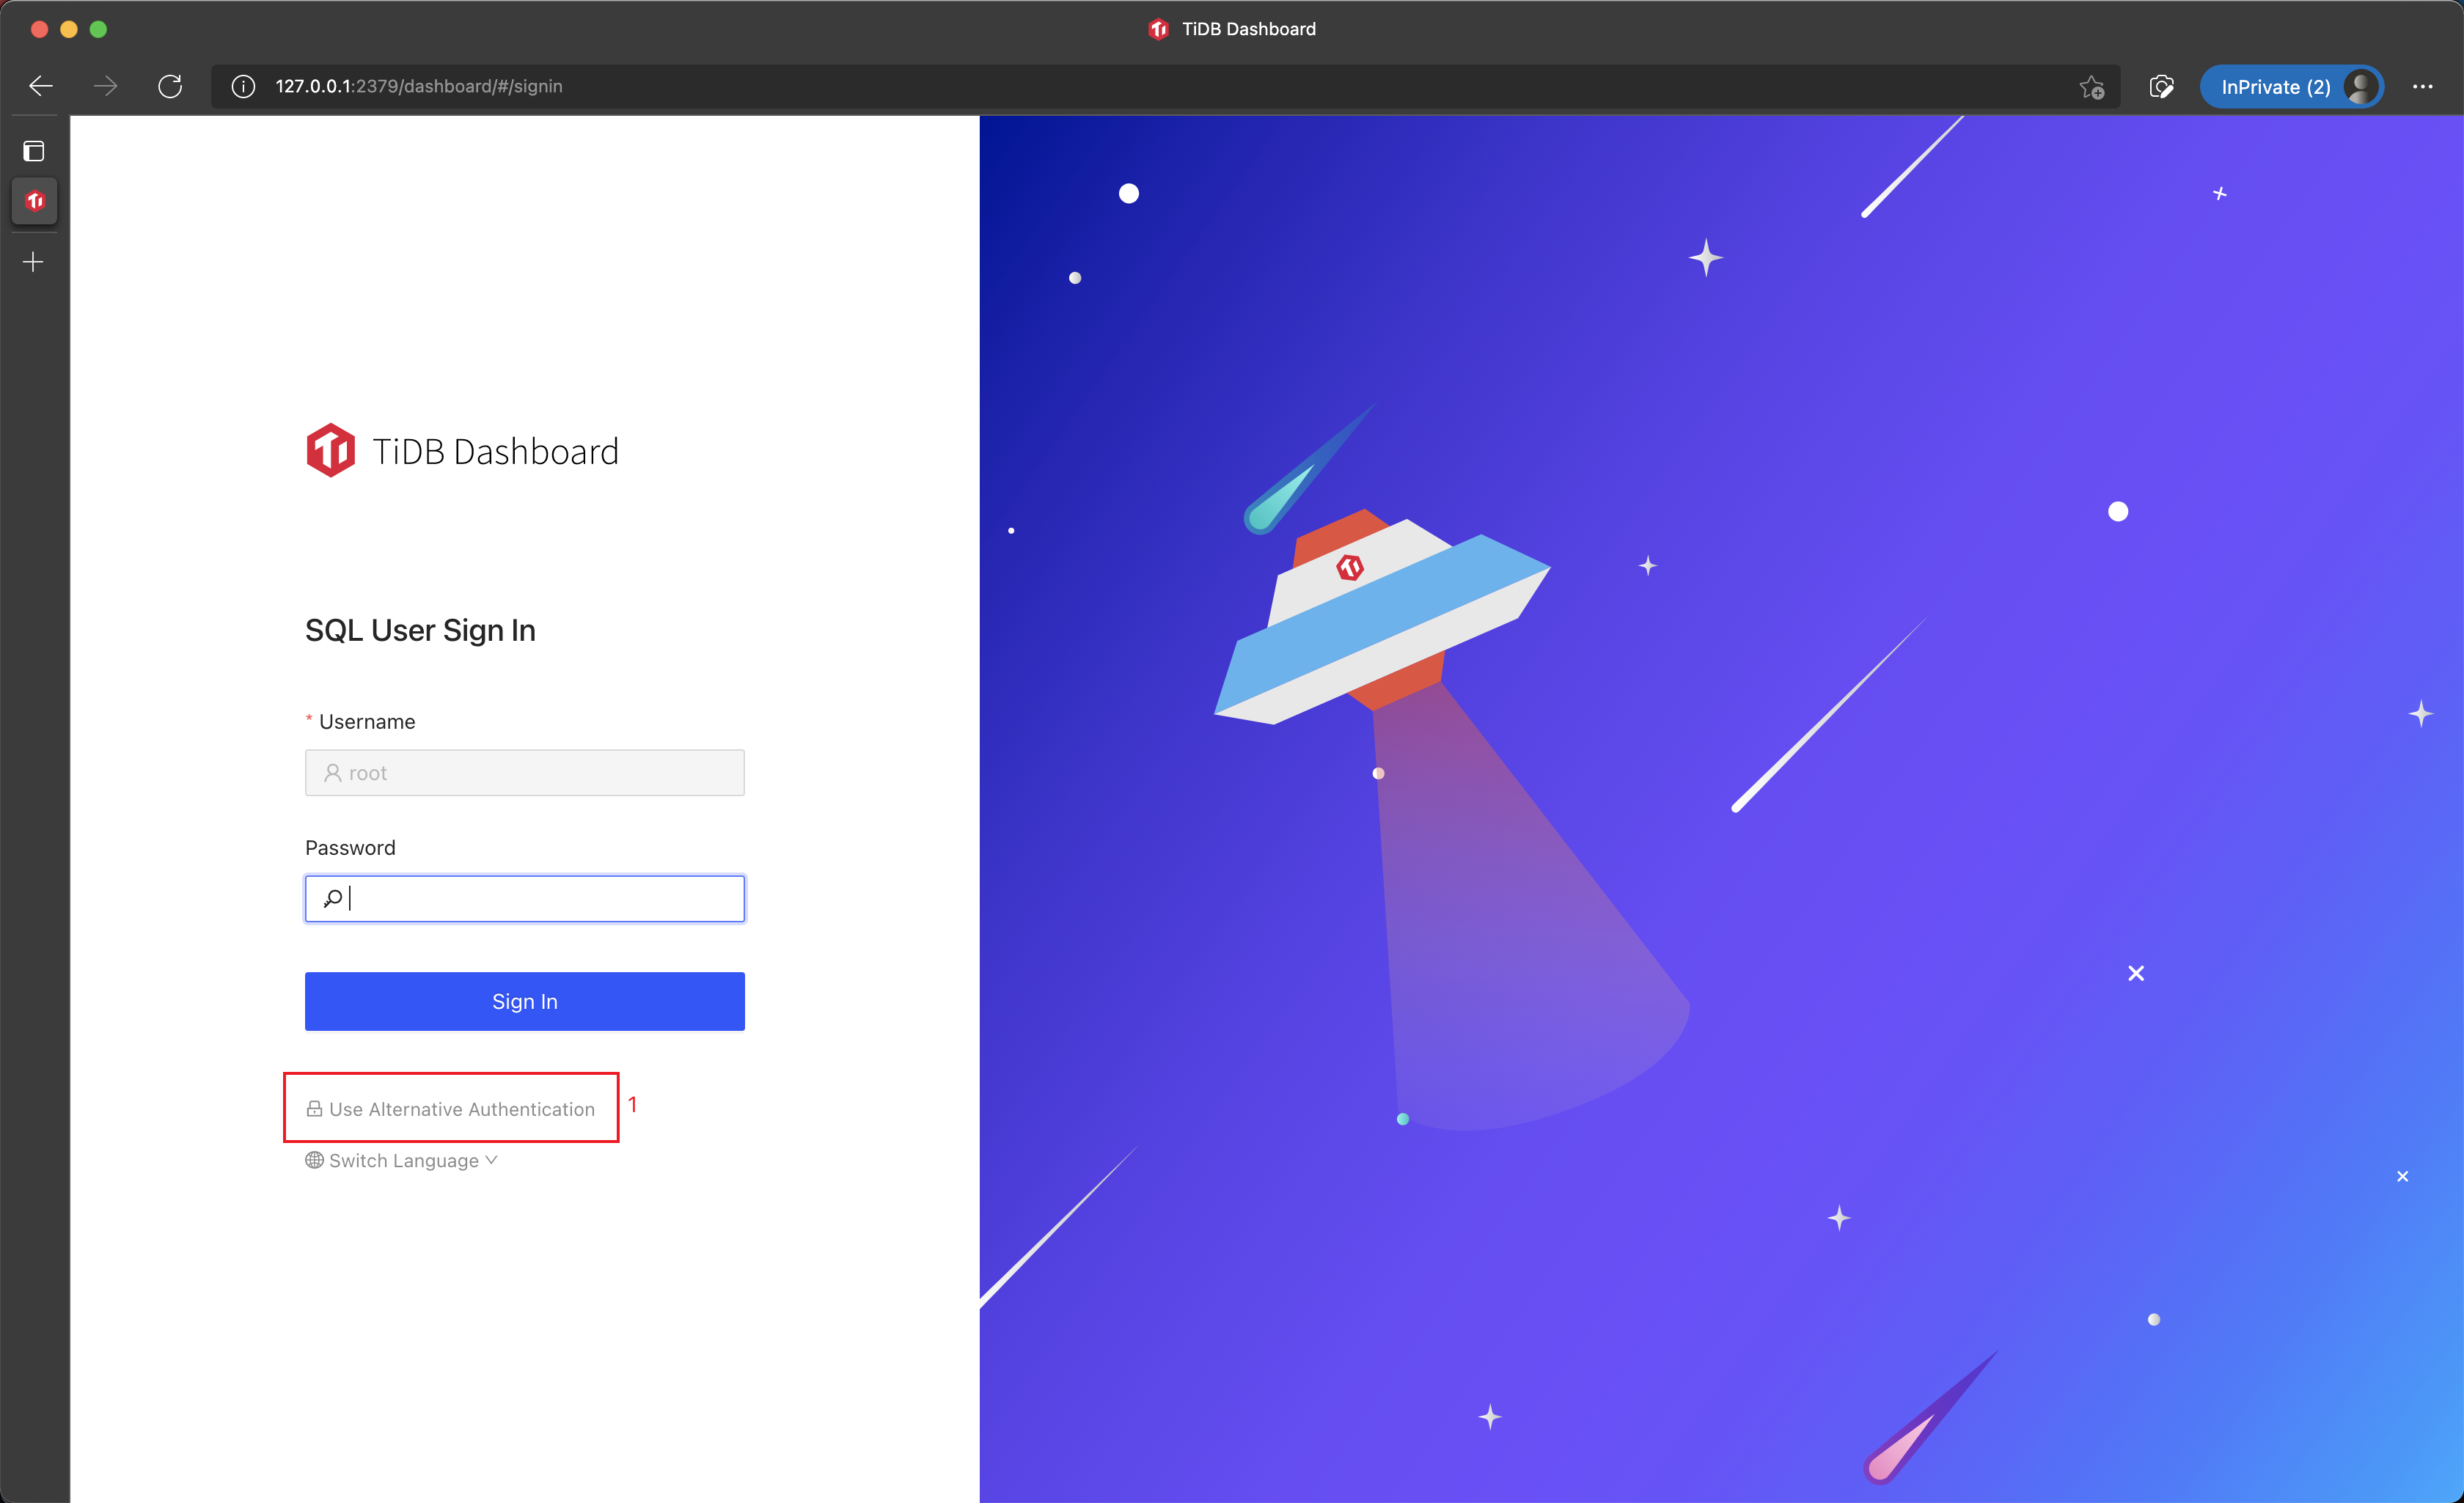 TiDB Dashboard
127.0.0.1:2379/dashboard/#/signin
InPrivate (2)
TiDB Dashboard
SQL User Sign In
* Username
root
Password
Sign In
Use Alternative Authentication
1
Switch Language